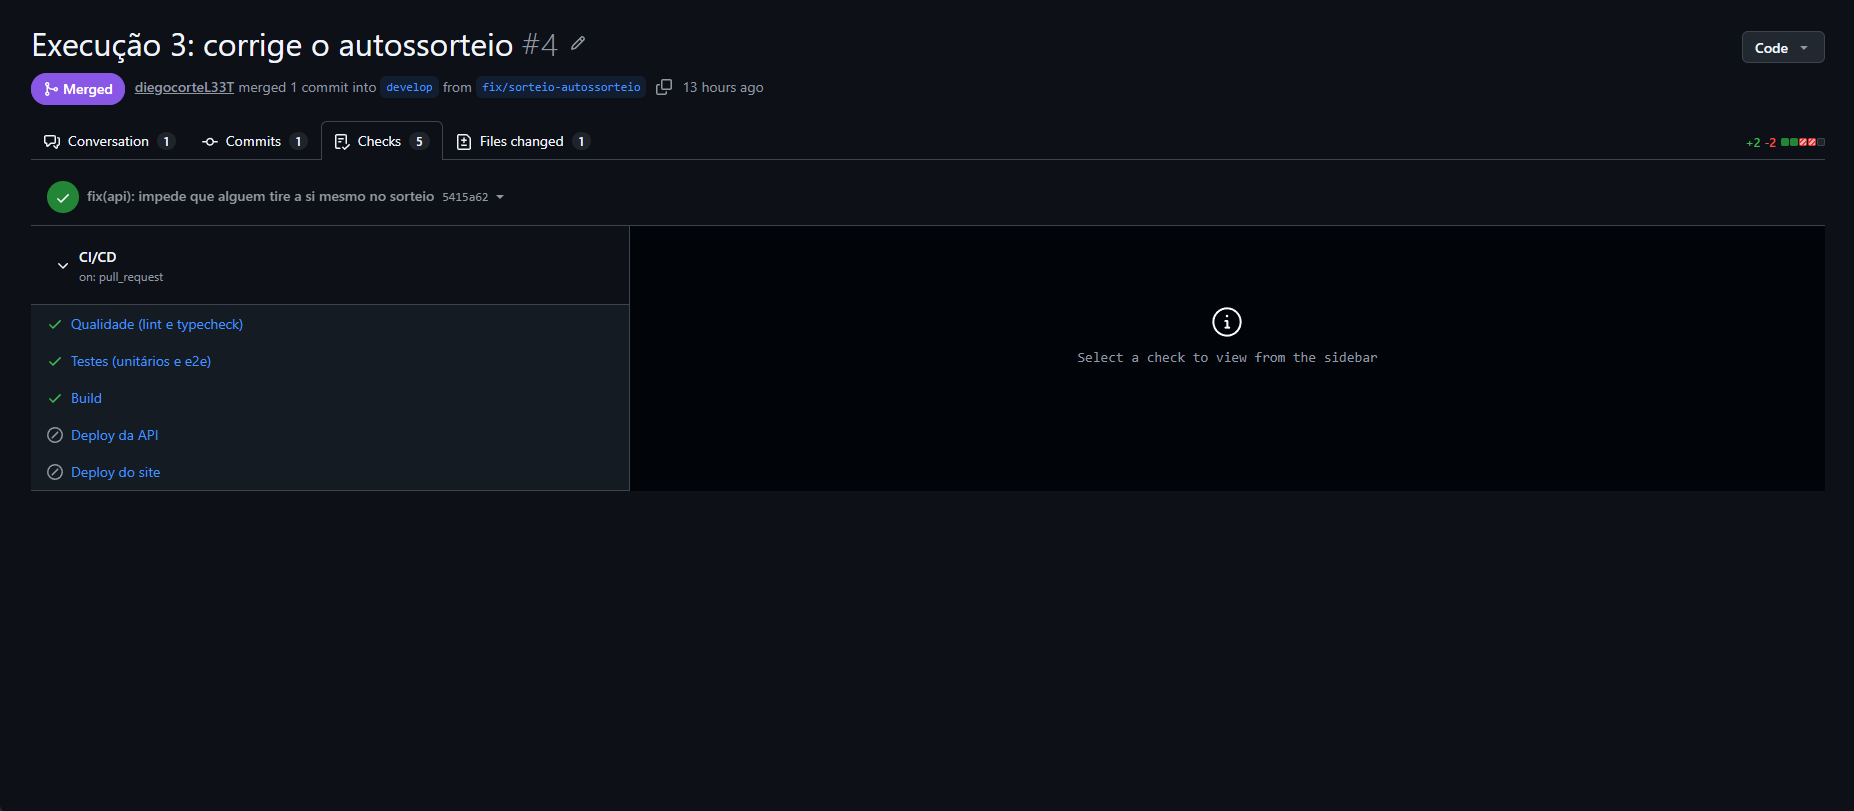 Execução 3: corrige o autossorteio #4
Code
Merged
diegocorteL33T merged 1 commit into develop from fix/sorteio-autossorteio 13 hours ago
Conversation 1 Commits 1 Checks 5 Files changed 1
+2 -2
fix(api): impede que alguem tire a si mesmo no sorteio 5415a62
CI/CD
on: pull_request
Qualidade (lint e typecheck)
Testes (unitários e e2e)
Build
Deploy da API
Deploy do site
Select a check to view from the sidebar